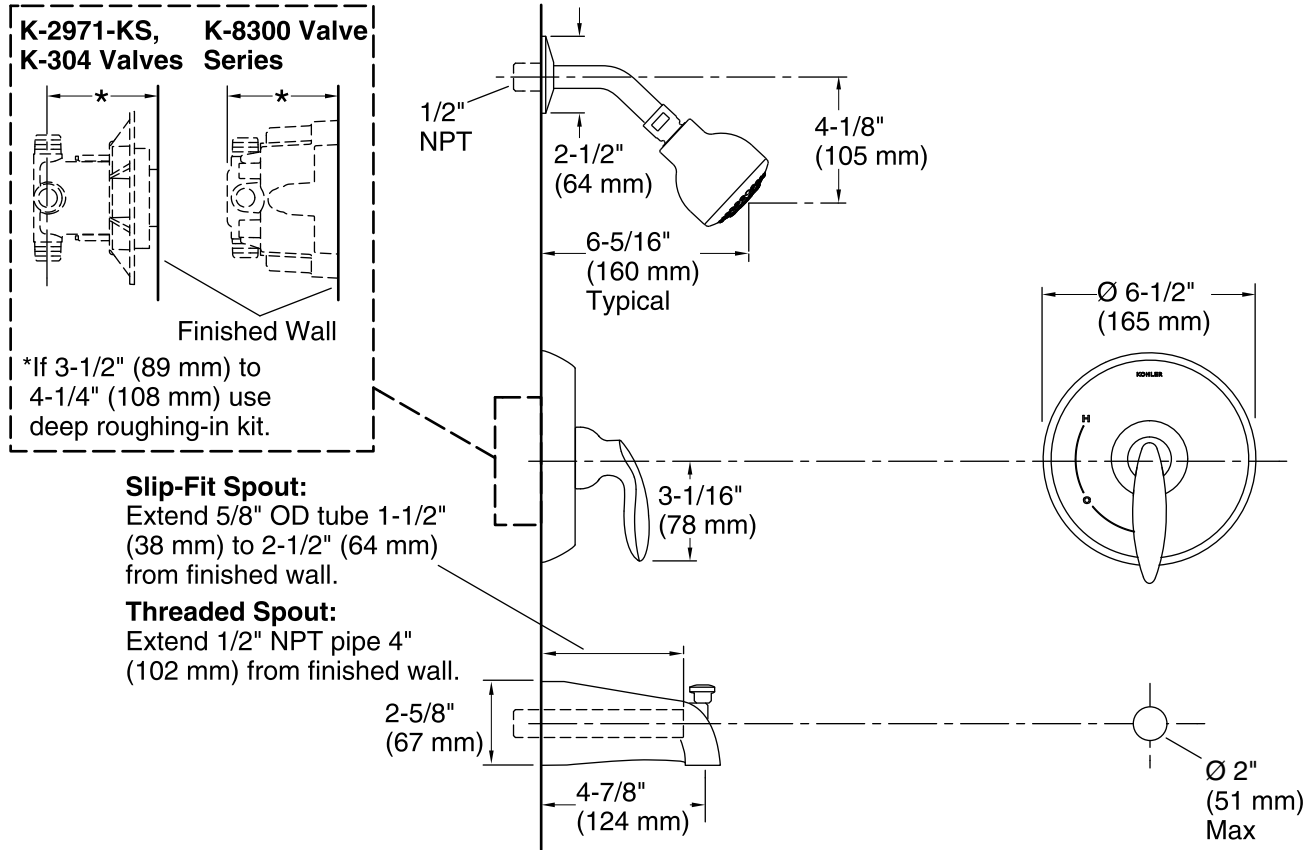 K-2971-KS,
K-304 Valves
K-8300 Valve
Series
*
*
Finished Wall
*If 3-1/2" (89 mm) to
4-1/4" (108 mm) use
deep roughing-in kit.
1/2"
NPT
2-1/2"
(64 mm)
4-1/8"
(105 mm)
6-5/16"
(160 mm)
Typical
Ø 6-1/2"
(165 mm)
KOHLER
H
C
3-1/16"
(78 mm)
Slip-Fit Spout:
Extend 5/8" OD tube 1-1/2"
(38 mm) to 2-1/2" (64 mm)
from finished wall.
Threaded Spout:
Extend 1/2" NPT pipe 4"
(102 mm) from finished wall.
2-5/8"
(67 mm)
4-7/8"
(124 mm)
Ø 2"
(51 mm)
Max